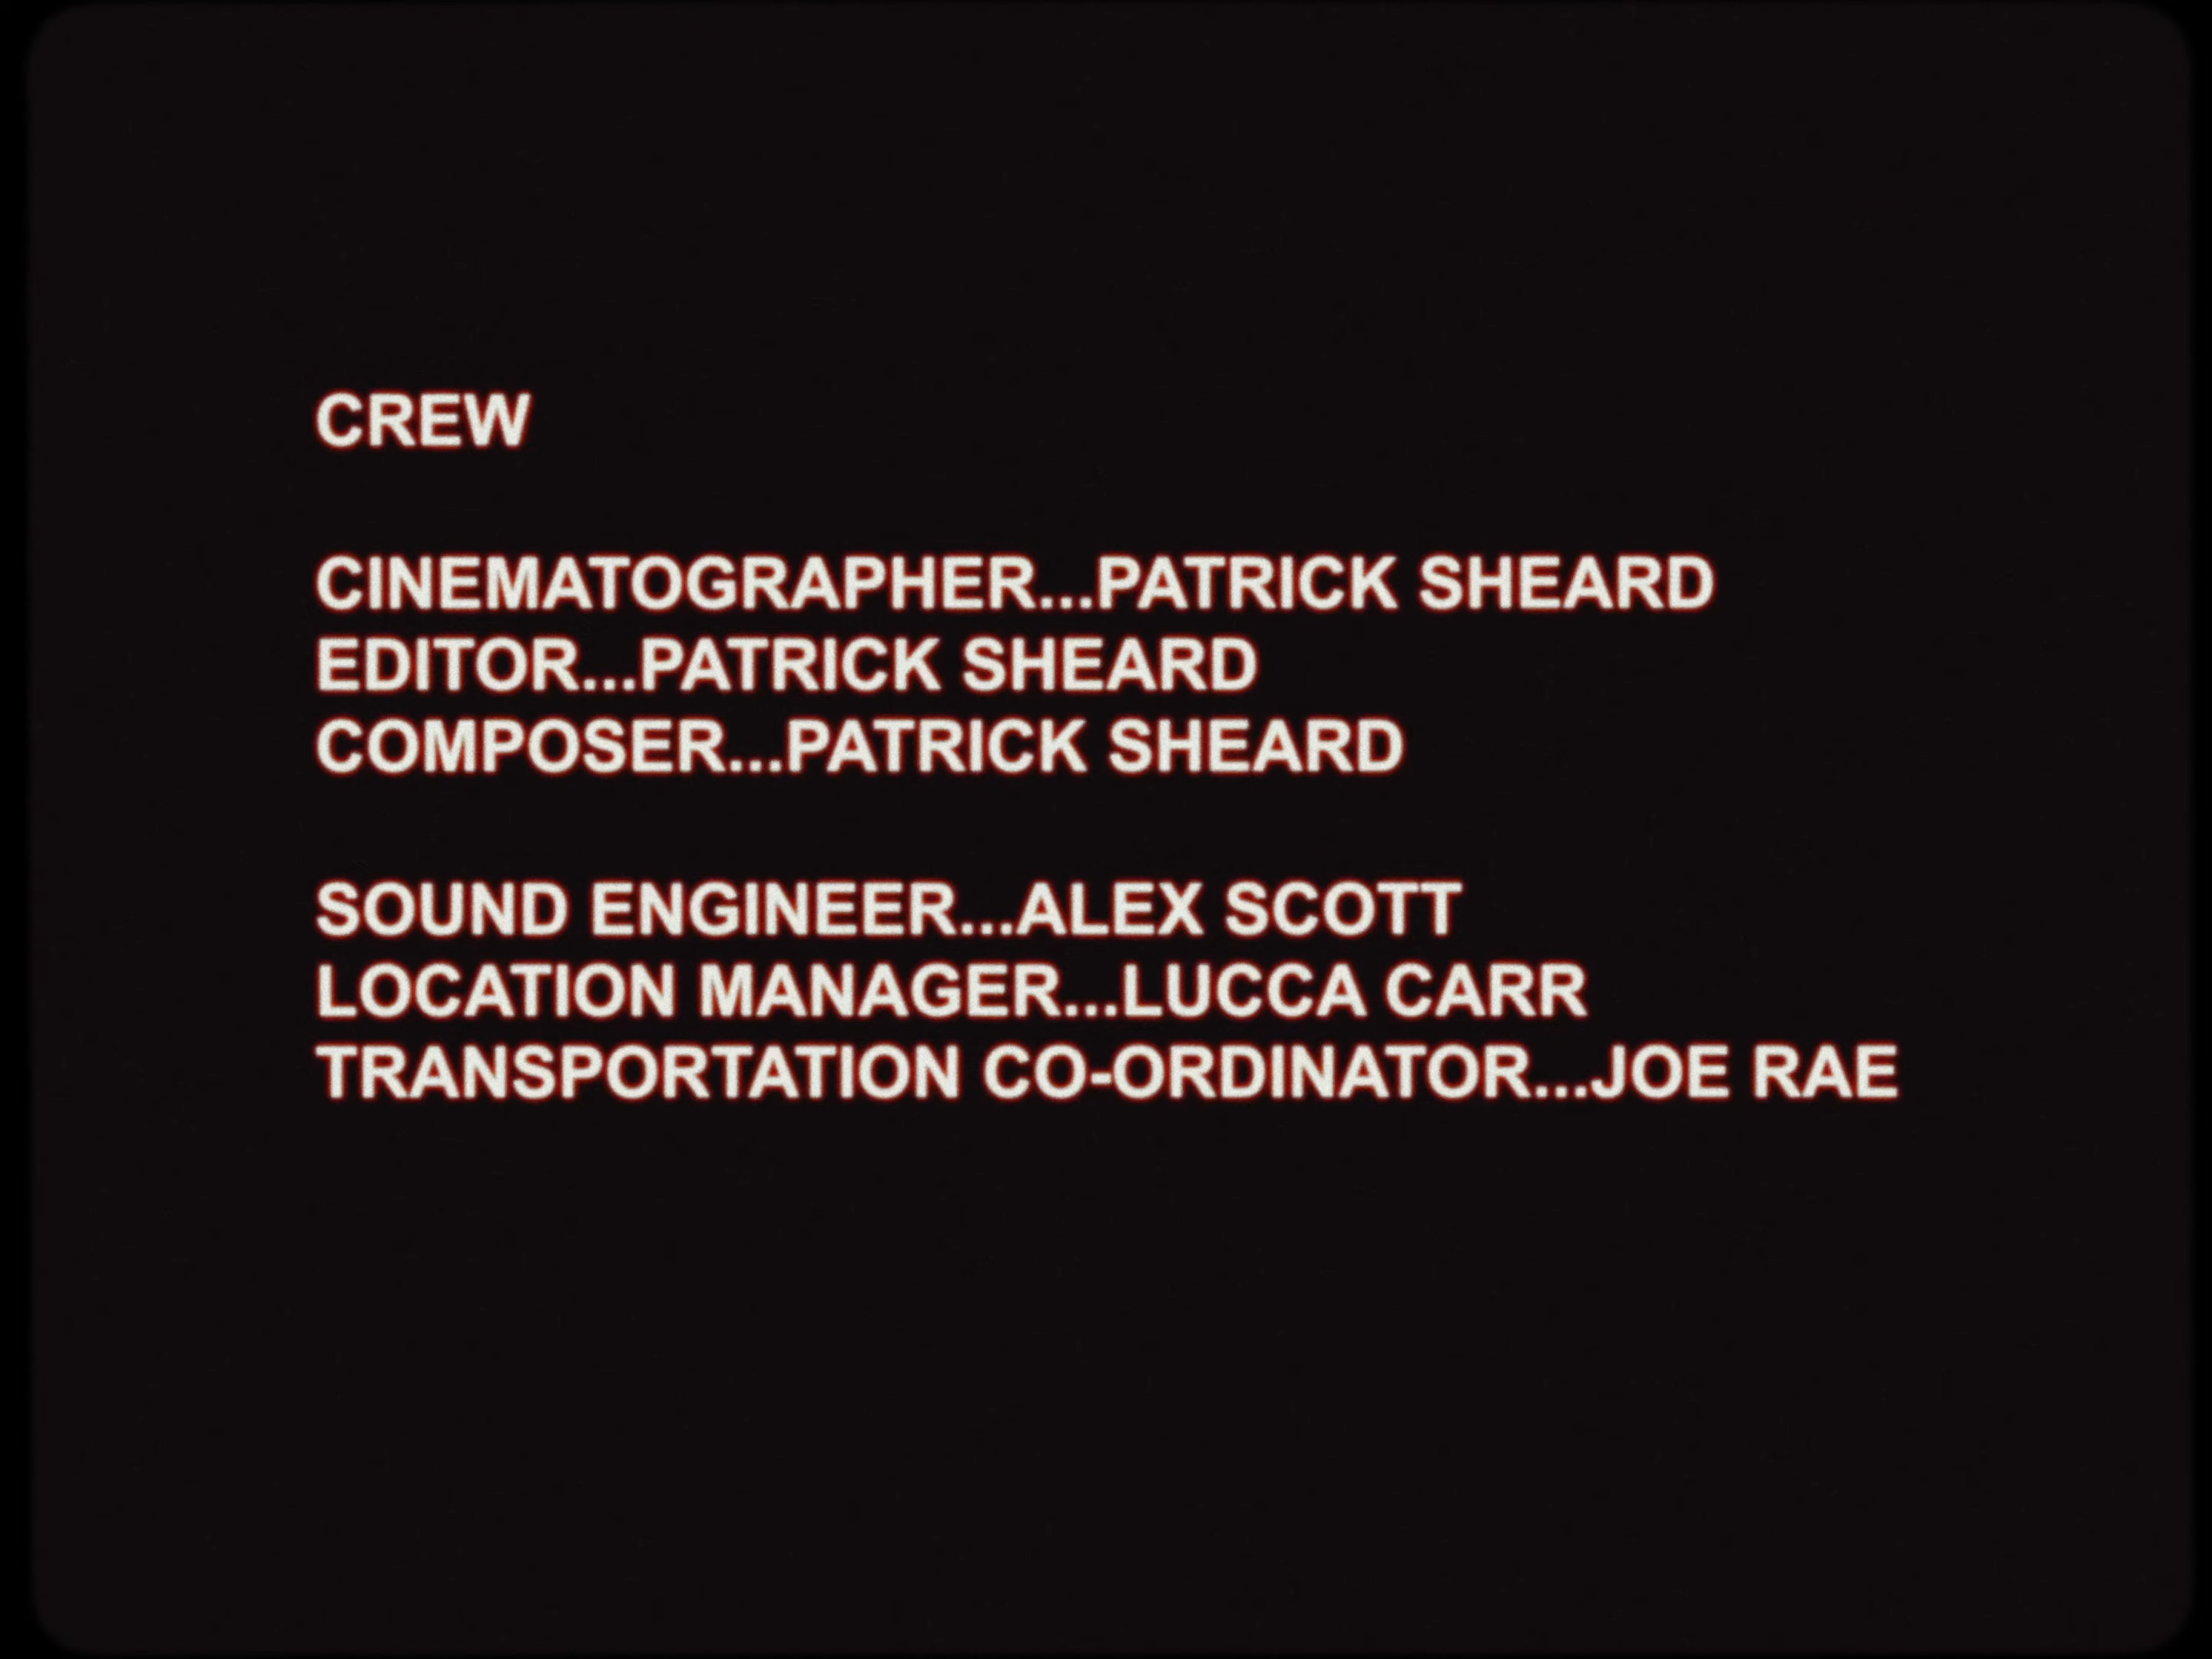 CREW
CINEMATOGRAPHER...PATRICK SHEARD
EDITOR...PATRICK SHEARD
COMPOSER...PATRICK SHEARD
SOUND ENGINEER...ALEX SCOTT
LOCATION MANAGER...LUCCA CARR
TRANSPORTATION CO-ORDINATOR...JOE RAE